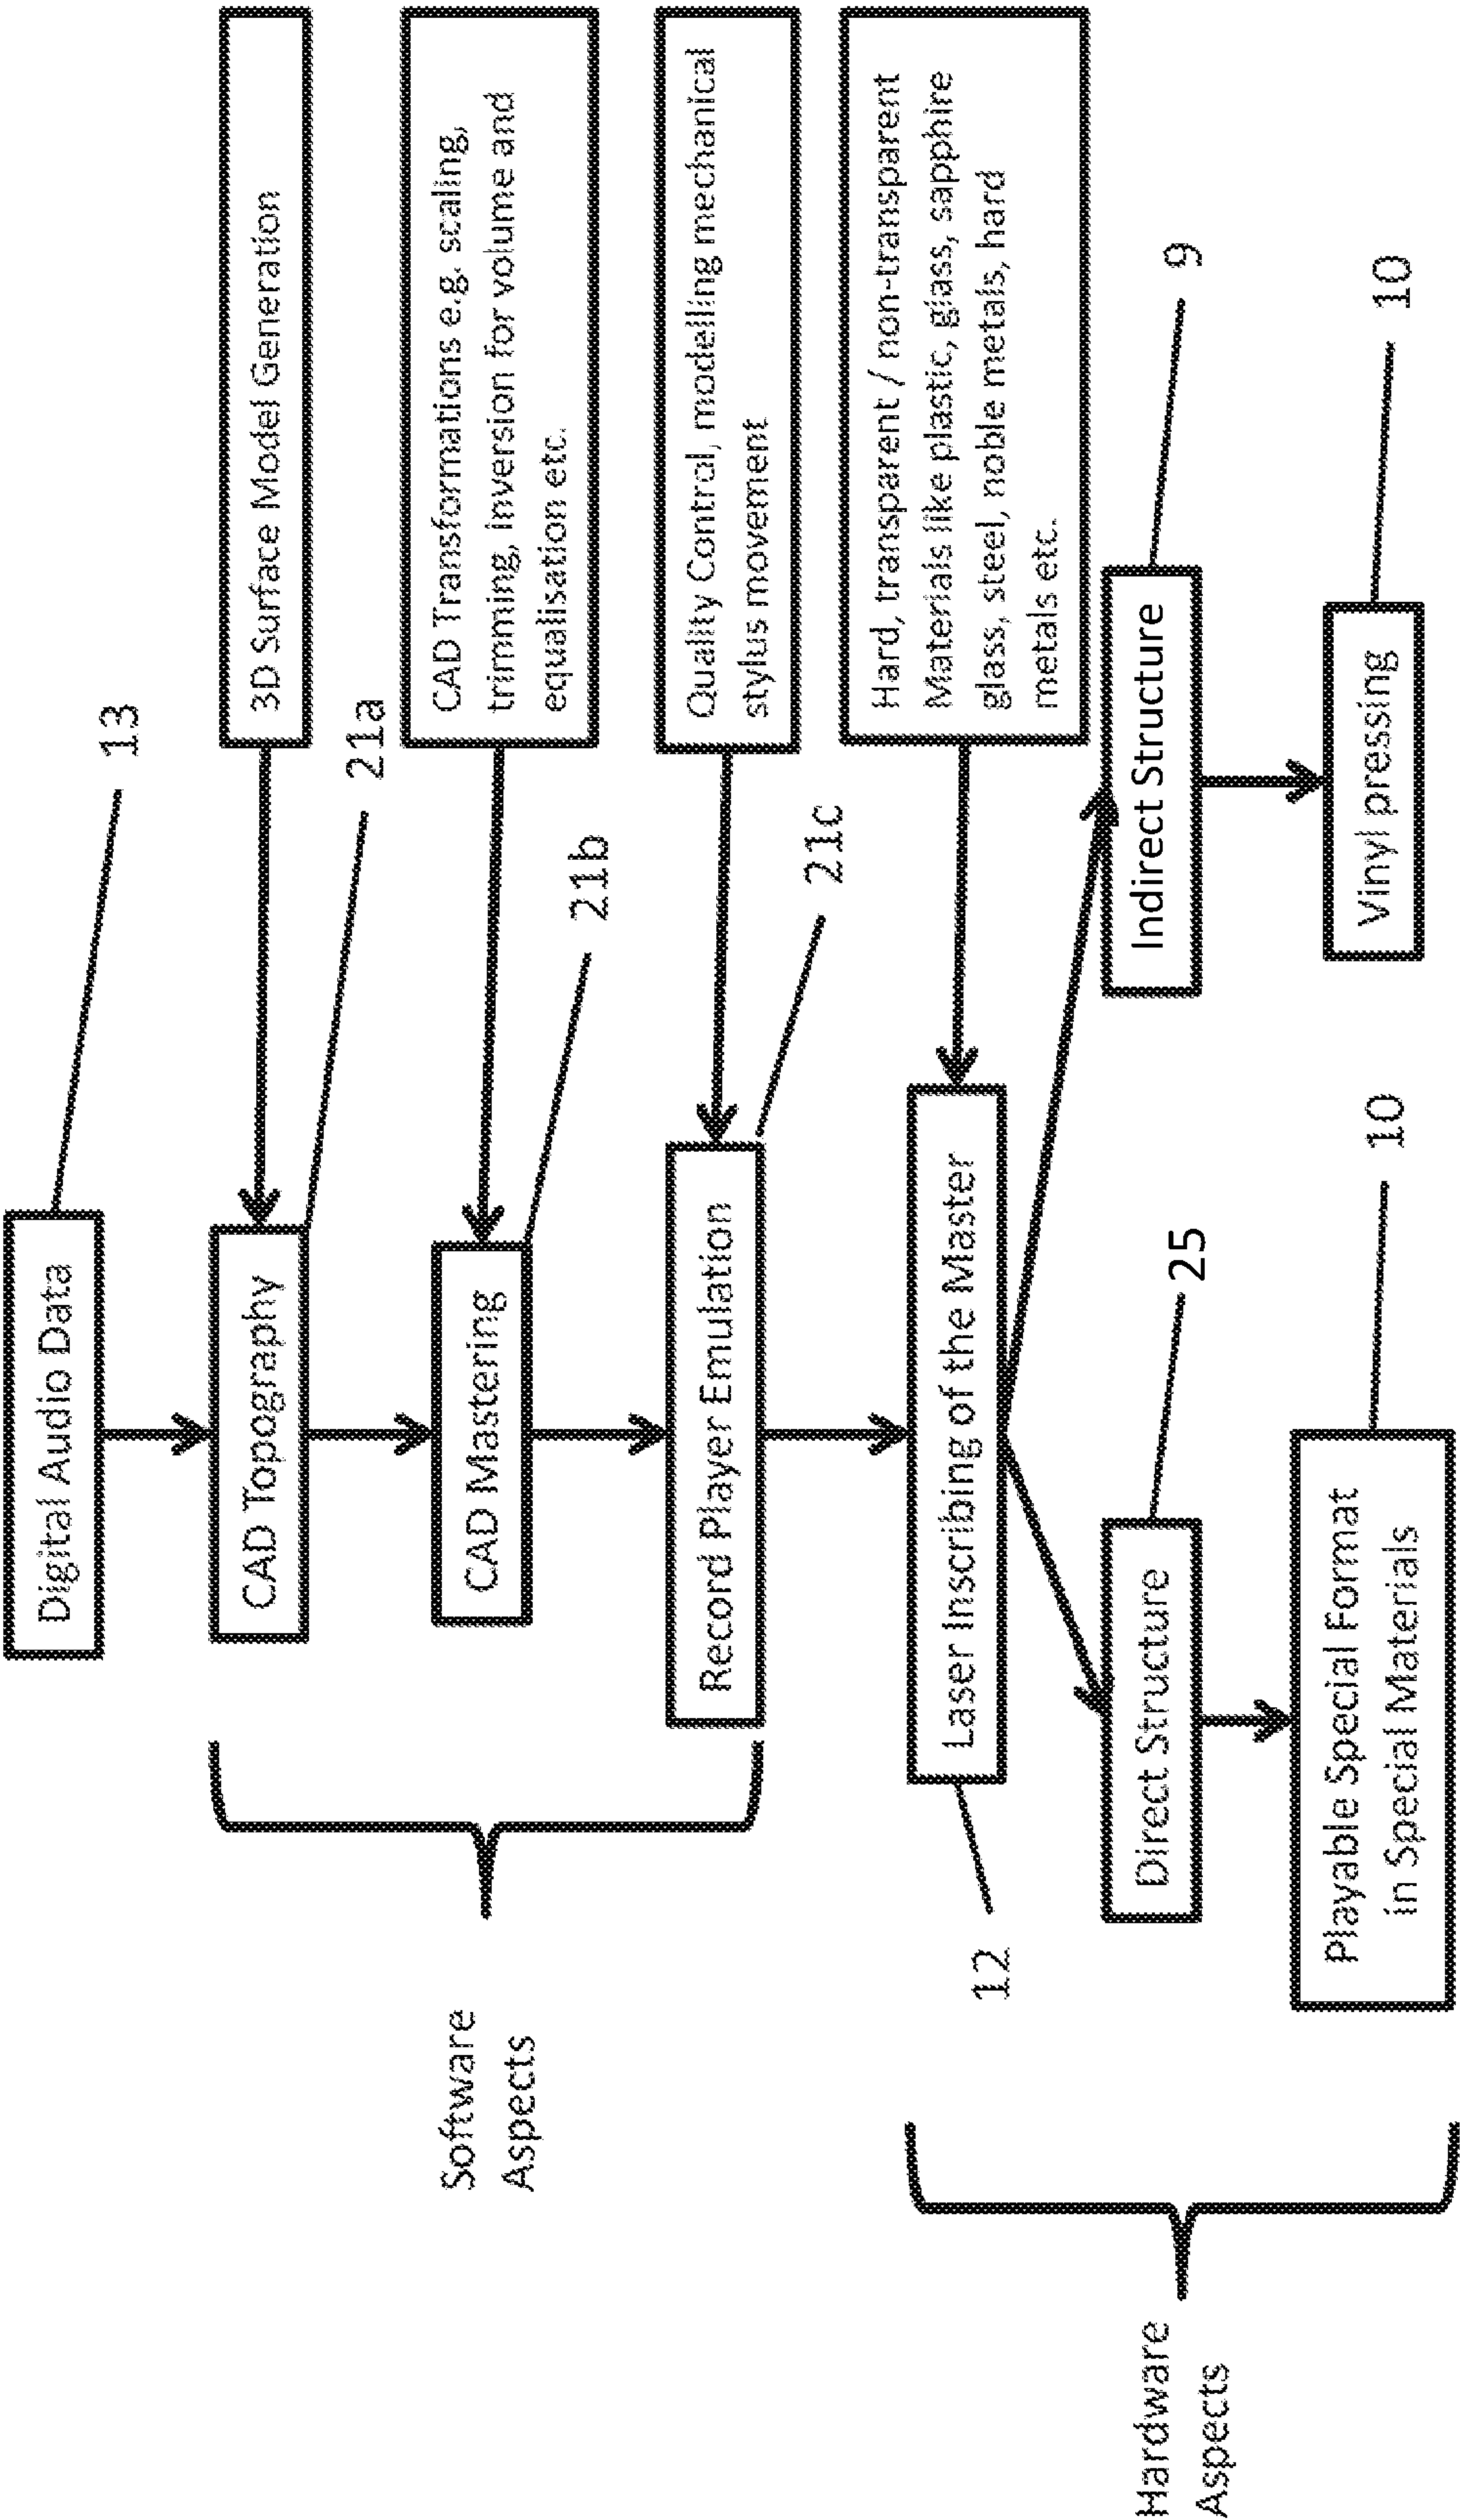 Digital Audio Data
13
CAD Topography
21a
3D Surface Model Generation
CAD Mastering
21b
CAD Transformations e.g. scaling,
trimming, inversion for volume and
equalisation etc.
Record Player Emulation
21c
Quality Control, modelling mechanical
stylus movement
Software
Aspects
Laser Inscribing of the Master
12
Hard, transparent / non-transparent
Materials like plastic, glass, sapphire
glass, steel, noble metals, hard
metals etc.
Direct Structure
25
Indirect Structure
9
Playable Special Format
in Special Materials
10
Vinyl pressing
10
Hardware
Aspects